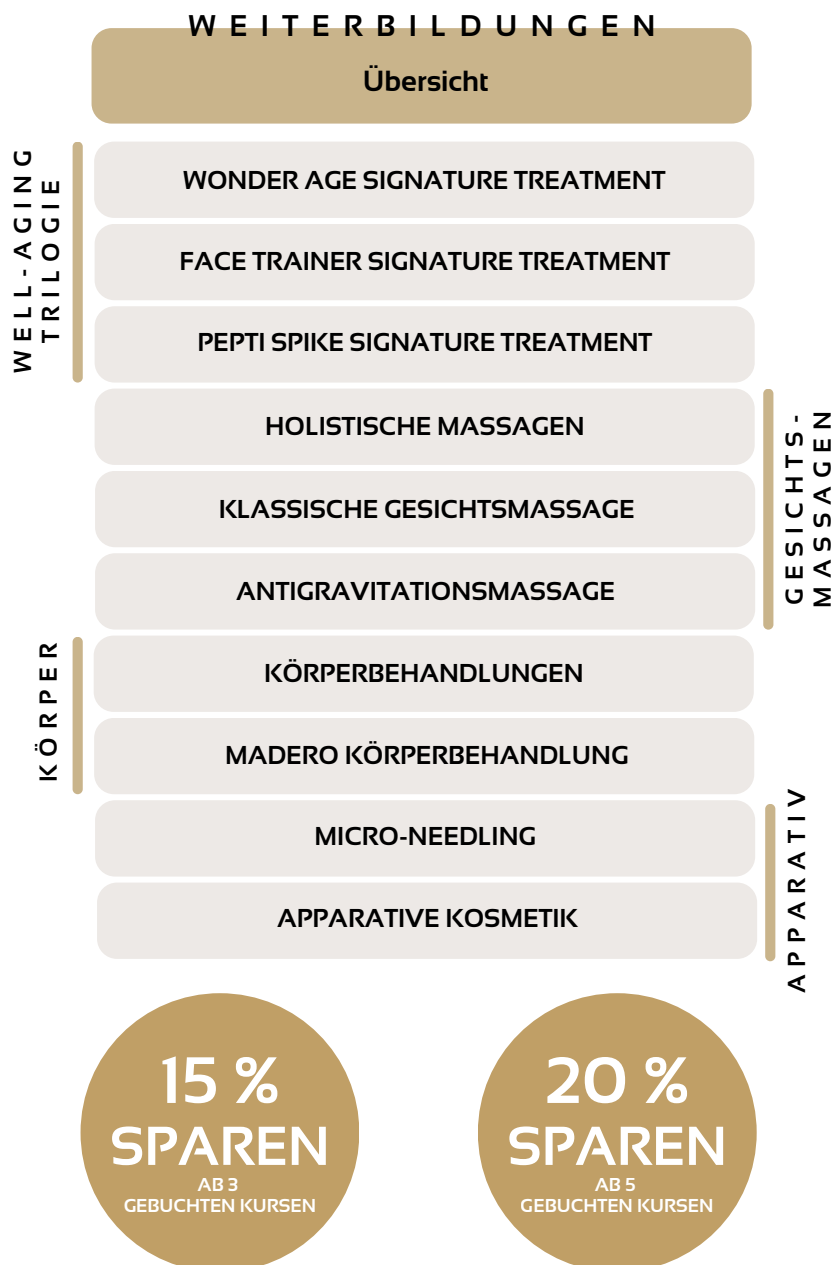 WEITERBILDUNGEN
Übersicht
WELL-AGING
TRILOGIE
WONDER AGE SIGNATURE TREATMENT
FACE TRAINER SIGNATURE TREATMENT
PEPTI SPIKE SIGNATURE TREATMENT
GESICHTS-
MASSAGEN
HOLISTISCHE MASSAGEN
KLASSISCHE GESICHTSMASSAGE
ANTIGRAVITATIONSMASSAGE
KÖRPER
KÖRPERBEHANDLUNGEN
MADERO KÖRPERBEHANDLUNG
APPARATIV
MICRO-NEEDLING
APPARATIVE KOSMETIK
15 %
SPAREN
AB 3
GEBUCHTEN KURSEN
20 %
SPAREN
AB 5
GEBUCHTEN KURSEN